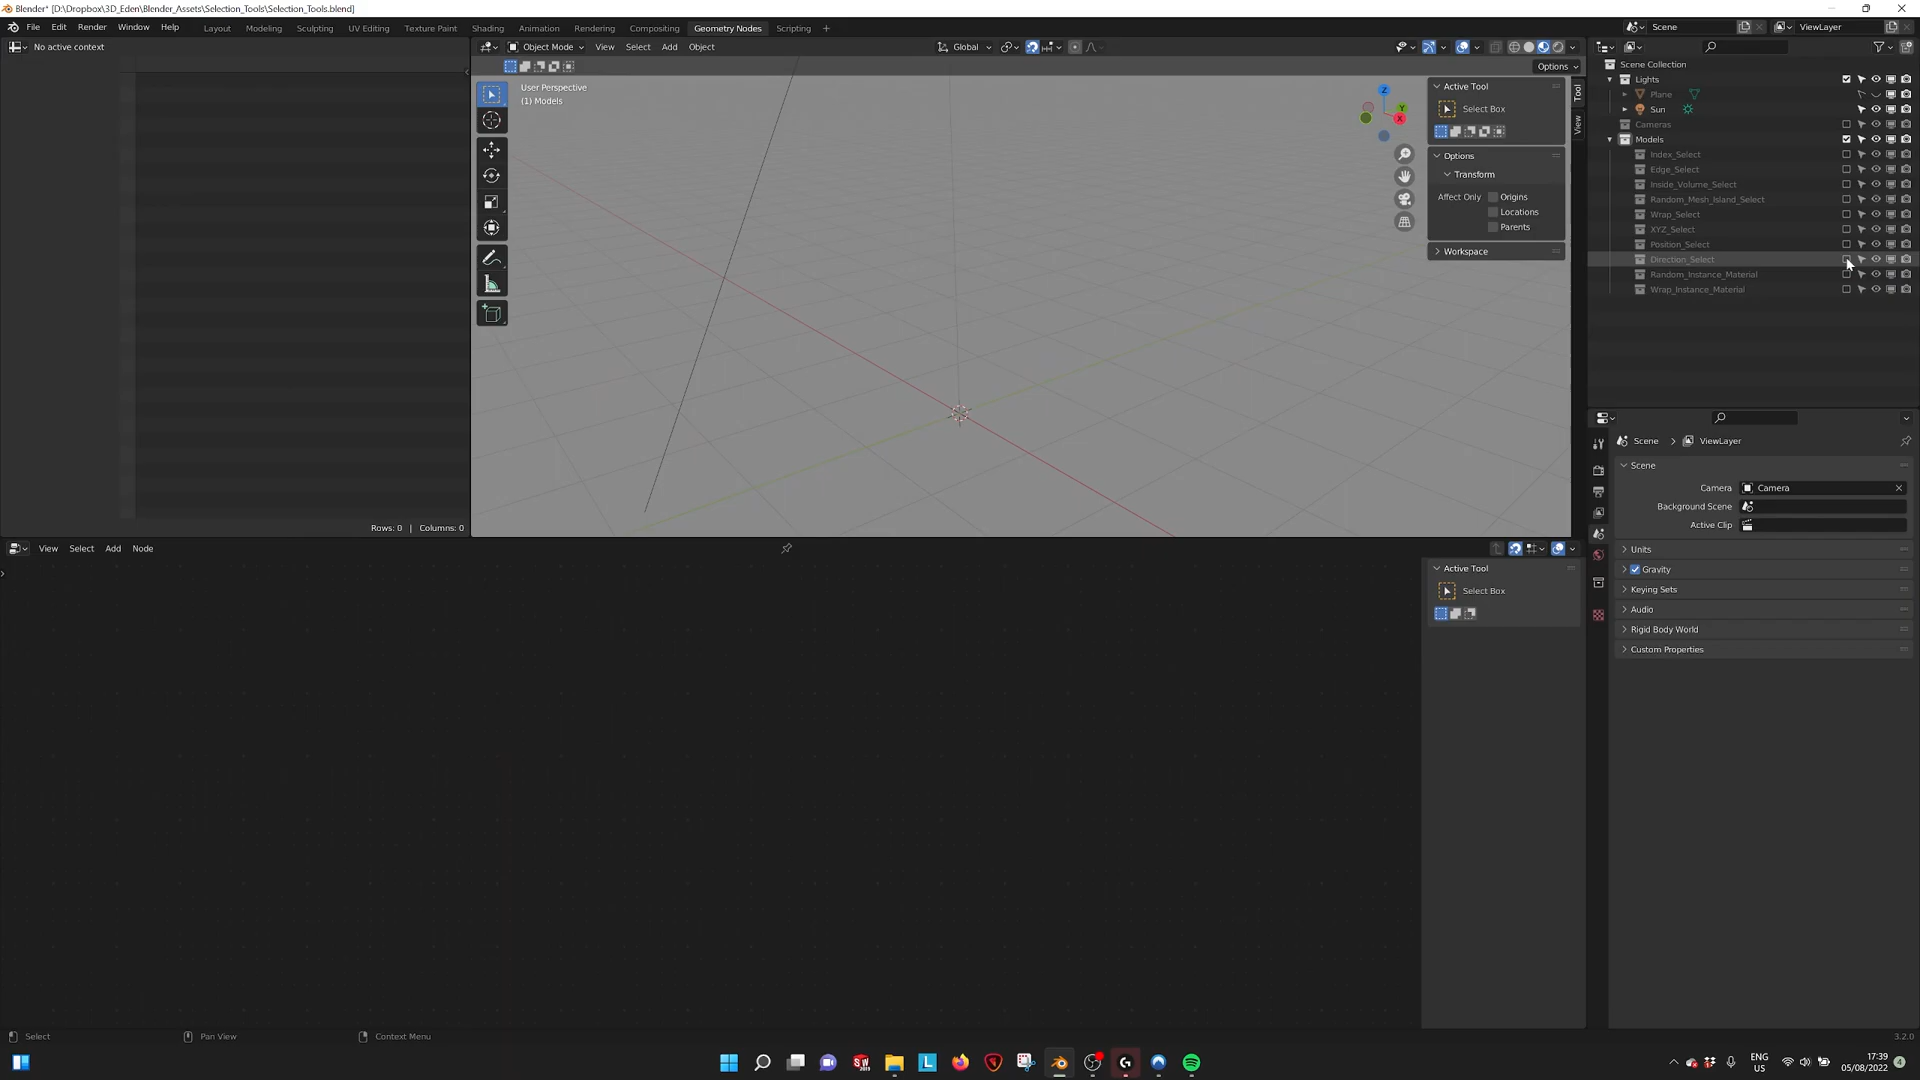 Blender* [D:\Dropbox\3D_Eden\Blender_Assets\Selection_Tools\Selection_Tools.blend]
File Edit Render Window Help Layout Modeling Sculpting UV Editing Texture Paint Shading Animation Rendering Compositing Geometry Nodes Scripting + Scene ViewLayer
No active context
Object Mode View Select Add Object Global
Options
User Perspective
(1) Models
Z
Y
X
Active Tool
Select Box
Options
Transform
Affect Only Origins
Locations
Parents
Workspace
Tool
View
Scene Collection
Lights
Plane
Sun
Cameras
Models
Index_Select
Edge_Select
Inside_Volume_Select
Random_Mesh_Island_Select
Wrap_Select
XYZ_Select
Position_Select
Direction_Select
Random_Instance_Material
Wrap_Instance_Material
Rows: 0 | Columns: 0
Scene > ViewLayer
Scene
Camera Camera
Background Scene
Active Clip
Units
Gravity
Keying Sets
Audio
Rigid Body World
Custom Properties
View Select Add Node
Active Tool
Select Box
Select Pan View Context Menu
3.2.0
ENG
US
17:39
05/08/2022
4